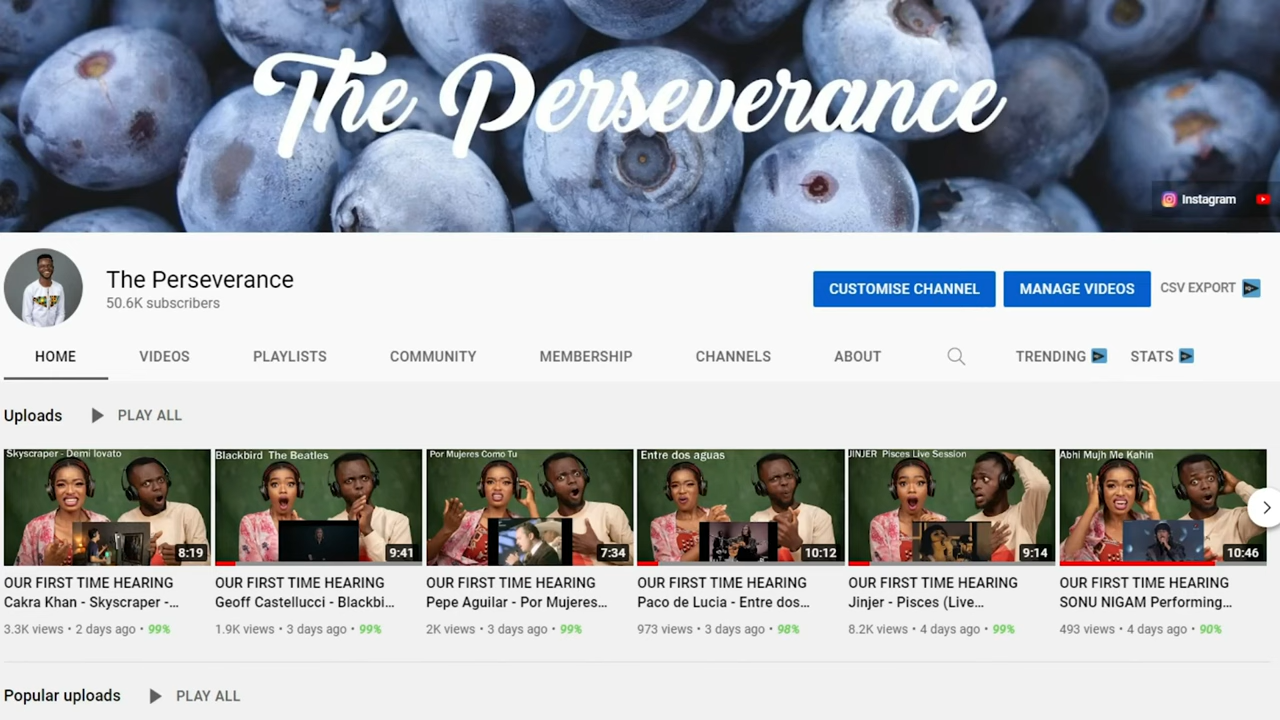 The Perseverance
Instagram
The Perseverance
50.6K subscribers
CUSTOMISE CHANNEL
MANAGE VIDEOS
CSV EXPORT
HOME
VIDEOS
PLAYLISTS
COMMUNITY
MEMBERSHIP
CHANNELS
ABOUT
TRENDING
STATS
Uploads
PLAY ALL
Skyscraper - Demi lovato
8:19
OUR FIRST TIME HEARING
Cakra Khan - Skyscraper -...
3.3K views • 2 days ago • 99%
Blackbird The Beatles
9:41
OUR FIRST TIME HEARING
Geoff Castellucci - Blackbi...
1.9K views • 3 days ago • 99%
Por Mujeres Como Tu
7:34
OUR FIRST TIME HEARING
Pepe Aguilar - Por Mujeres...
2K views • 3 days ago • 99%
Entre dos aguas
10:12
OUR FIRST TIME HEARING
Paco de Lucia - Entre dos...
973 views • 3 days ago • 98%
JINJER Pisces Live Session
9:14
OUR FIRST TIME HEARING
Jinjer - Pisces (Live...
8.2K views • 4 days ago • 99%
Abhi Mujh Me Kahin
10:46
OUR FIRST TIME HEARING
SONU NIGAM Performing...
493 views • 4 days ago • 90%
Popular uploads
PLAY ALL